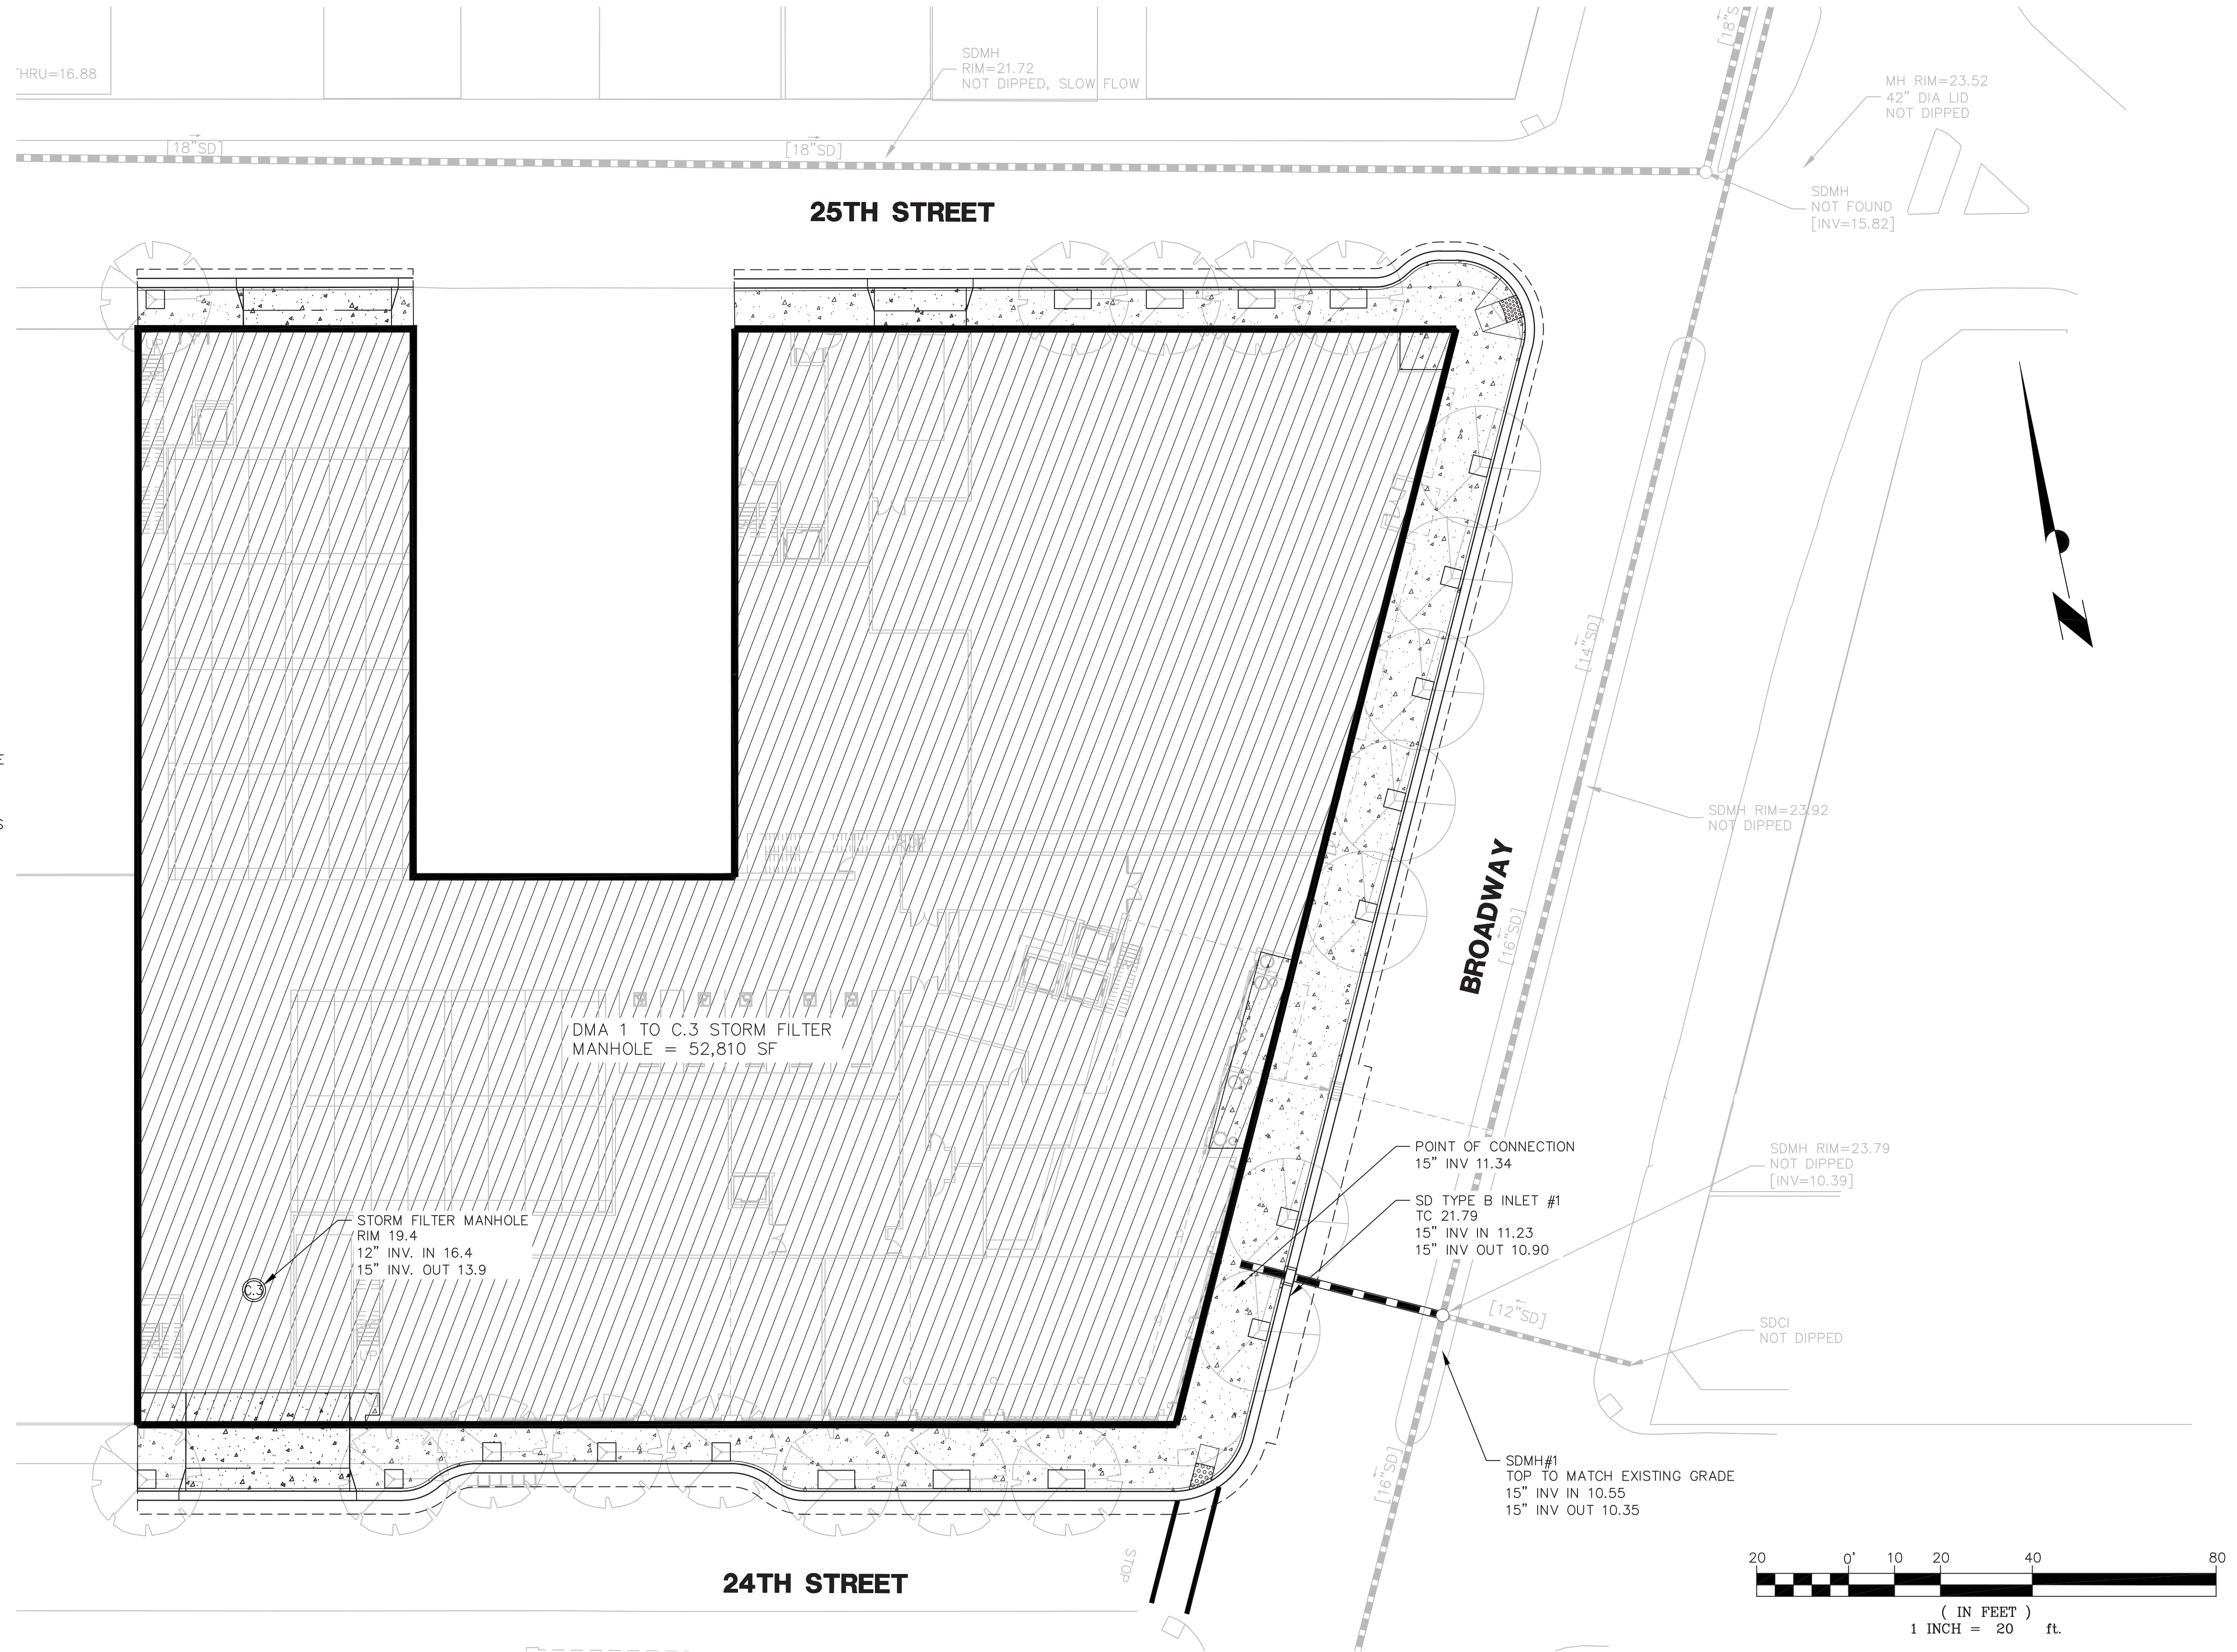 [18"S
SDMH
RIM=21.72
NOT DIPPED, SLOW FLOW
THRU=16.88
MH RIM=23.52
42" DIA LID
NOT DIPPED
[18"SD]
[18"SD]
SDMH
NOT FOUND
[INV=15.82]
25TH STREET
UP
[14"SD]
SDMH RIM=23.92
NOT DIPPED
E
S
UP
BROADWAY
[16"SD]
DMA 1 TO C.3 STORM FILTER
MANHOLE = 52,810 SF
POINT OF CONNECTION
15" INV 11.34
SDMH RIM=23.79
NOT DIPPED
[INV=10.39]
SD TYPE B INLET #1
TC 21.79
15" INV IN 11.23
15" INV OUT 10.90
STORM FILTER MANHOLE
RIM 19.4
12" INV. IN 16.4
15" INV. OUT 13.9
C.3
[12"SD]
SDCI
NOT DIPPED
UP
SDMH#1
TOP TO MATCH EXISTING GRADE
15" INV IN 10.55
15" INV OUT 10.35
[16"SD]
STOP
24TH STREET
20 0' 10 20 40 80
( IN FEET )
1 INCH = 20 ft.